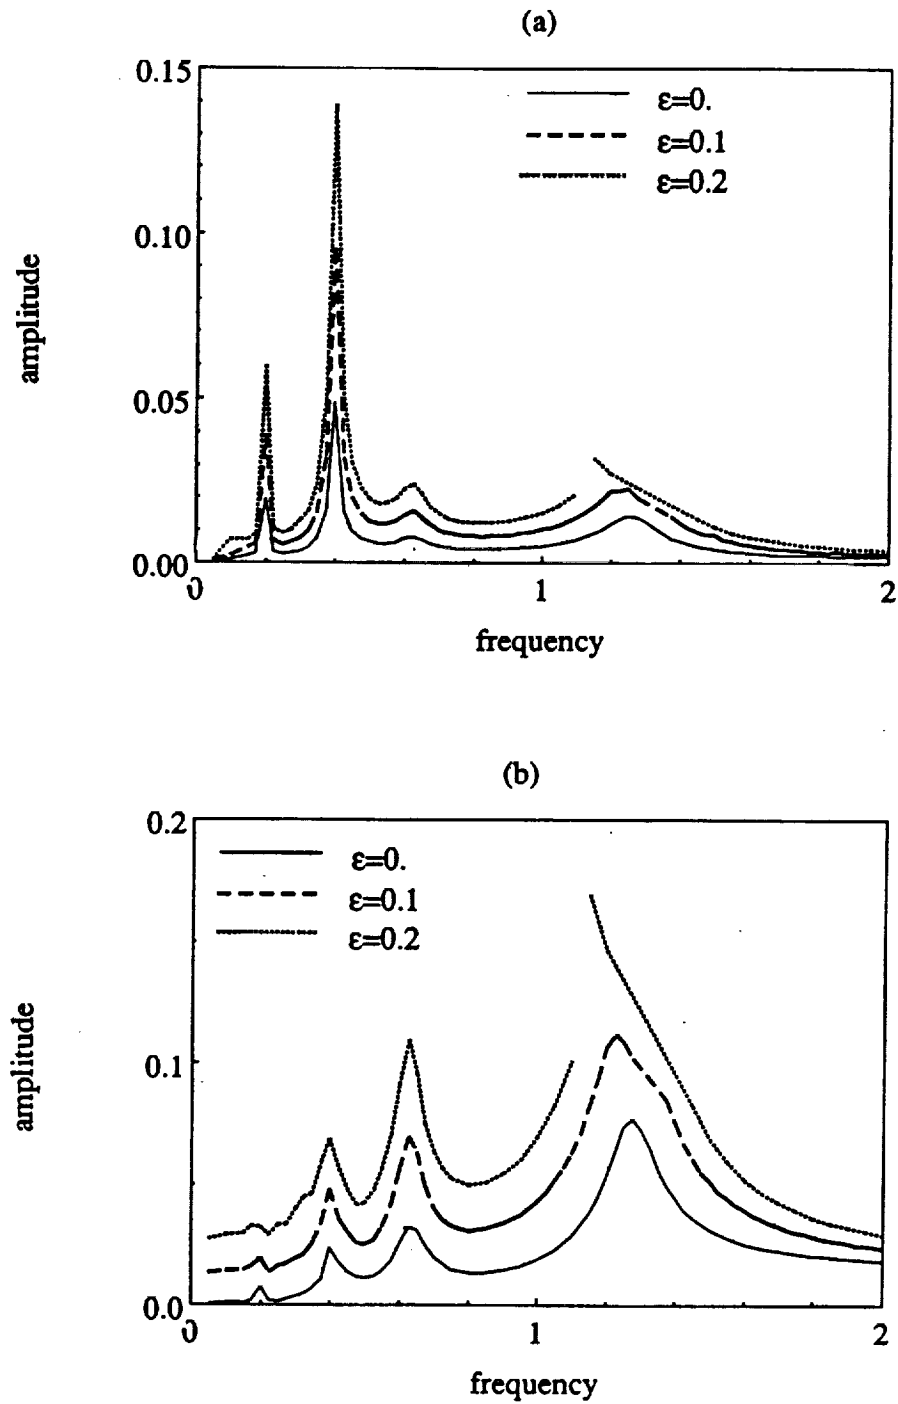 (a)
0.15
ε=0.
ε=0.1
ε=0.2
0.10
amplitude
0.05
0.00
0 1 2
frequency
(b)
0.2
ε=0.
ε=0.1
ε=0.2
amplitude
0.1
0.0
0 1 2
frequency